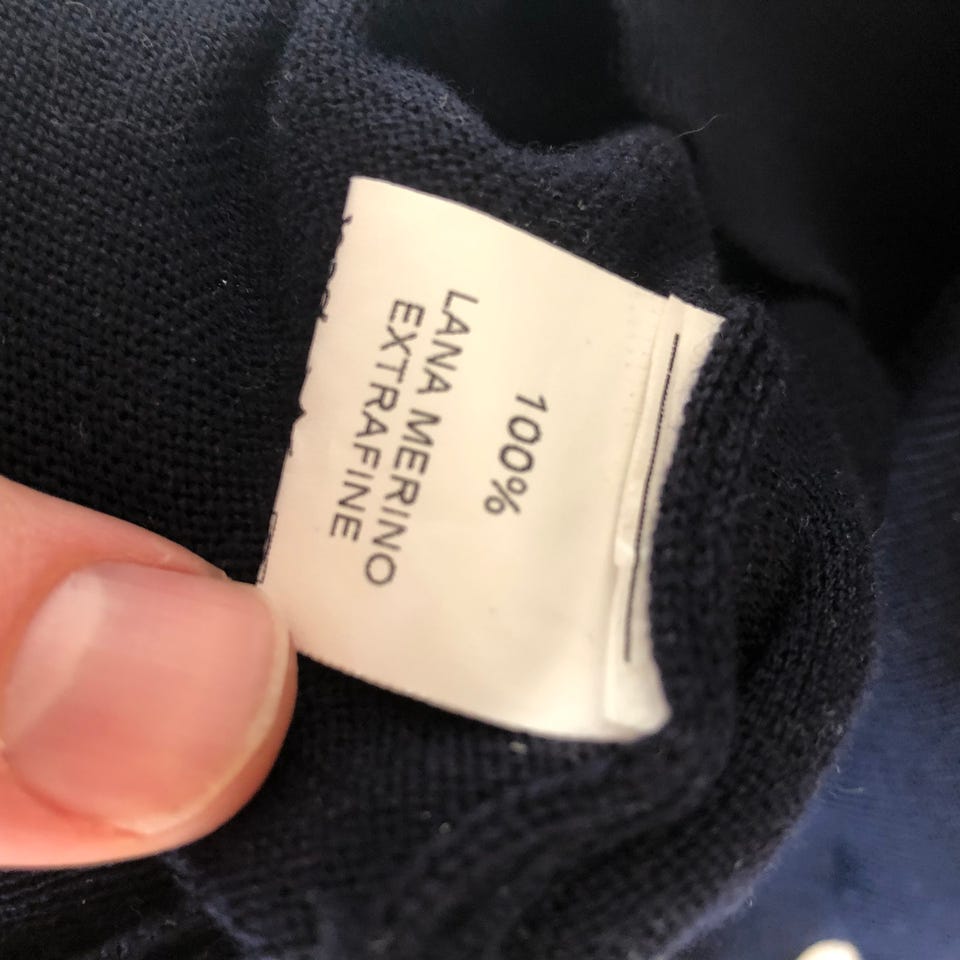 100%
LANA MERINO
EXTRAFINE